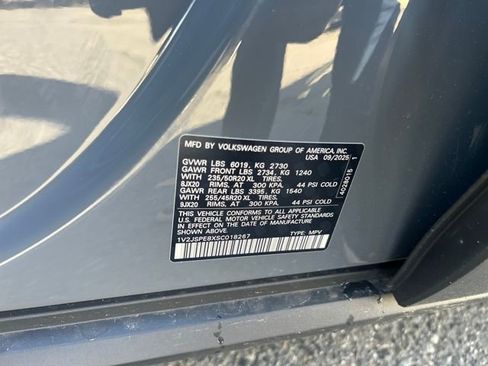 MFD BY VOLKSWAGEN GROUP OF AMERICA, INC.
USA 09/2025
GVWR LBS 6019, KG 2730
GAWR FRONT LBS 2734, KG 1240
WITH 235/50R20 XL TIRES,
8JX20 RIMS, AT 300 KPA, 44 PSI COLD
GAWR REAR LBS 3395, KG 1540
WITH 255/45R20 XL TIRES,
9JX20 RIMS, AT 300 KPA, 44 PSI COLD
THIS VEHICLE CONFORMS TO ALL APPLICABLE
U.S. FEDERAL MOTOR VEHICLE SAFETY STANDARDS
IN EFFECT ON THE DATE OF MANUFACTURE
SHOWN ABOVE.
1V2JSPE8XSC018267
TYPE: MPV